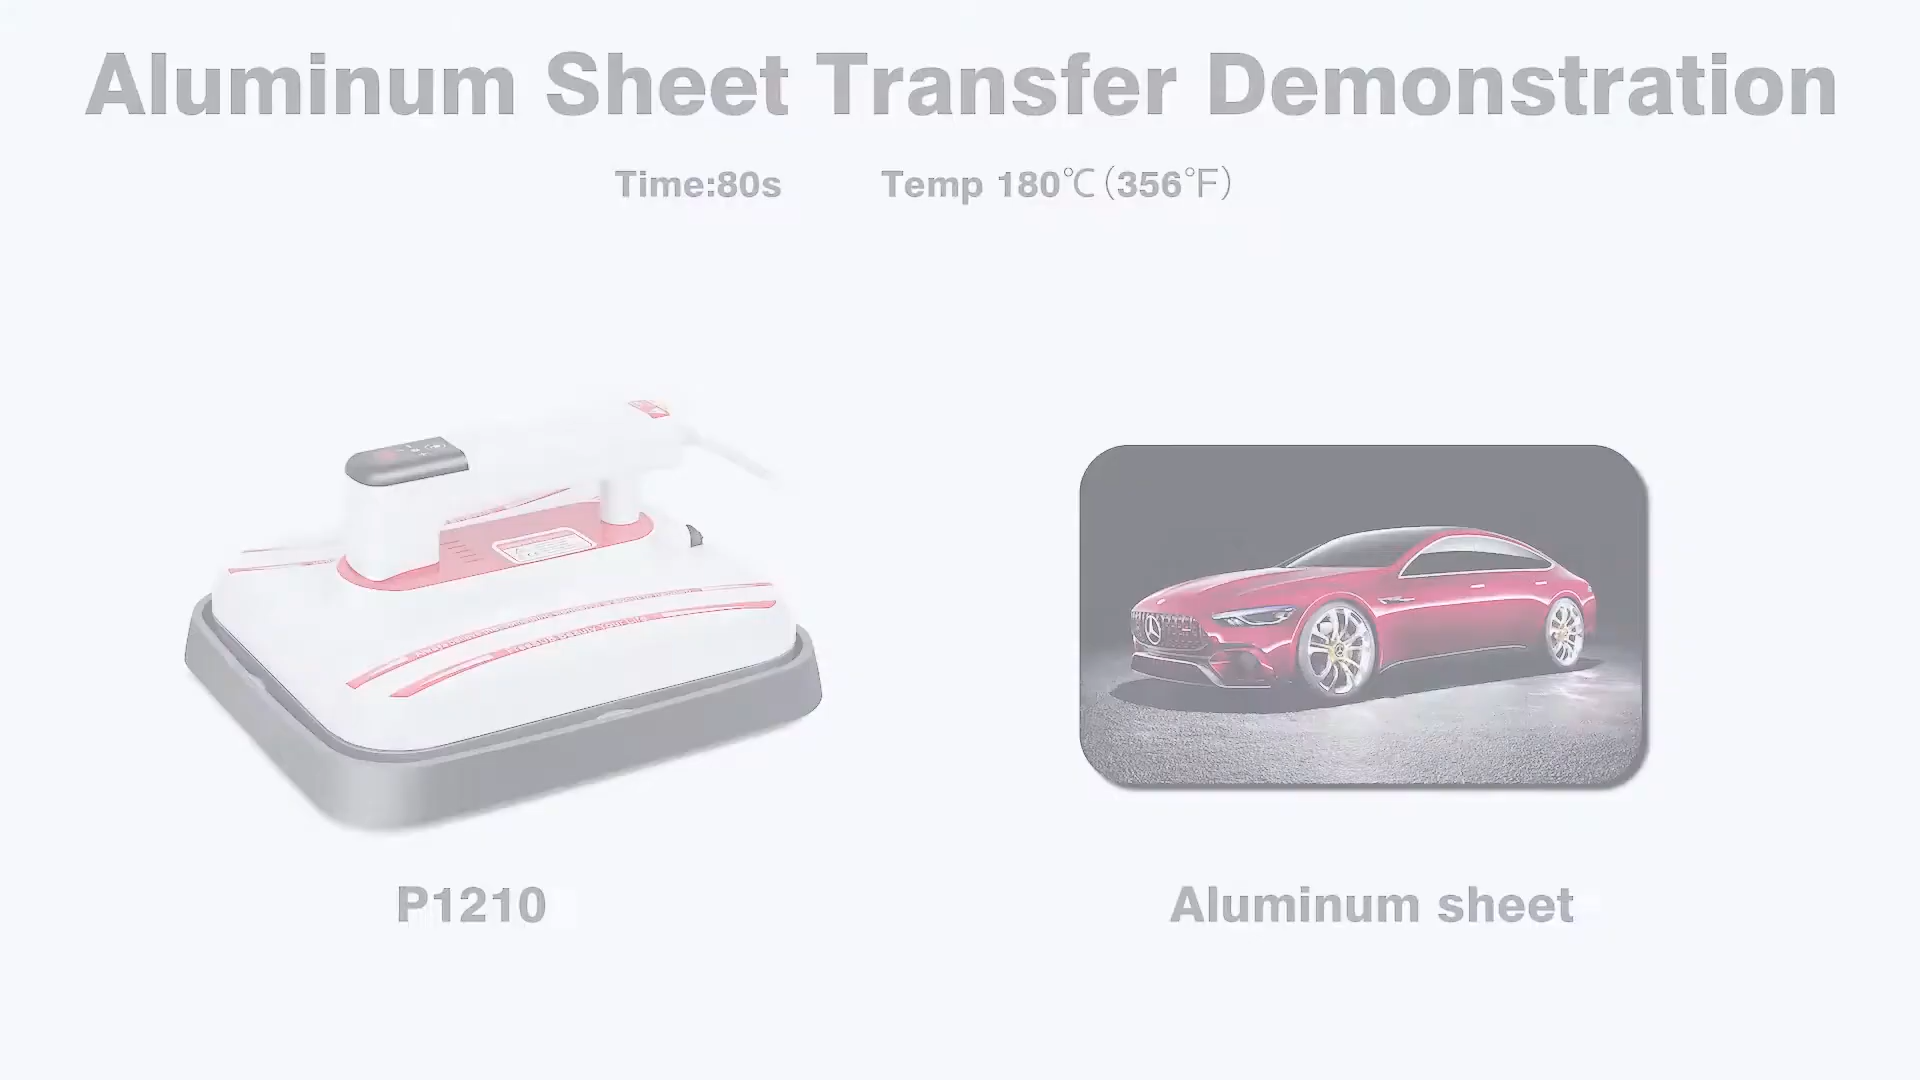 Aluminum Sheet Transfer Demonstration
Time:80s Temp 180℃(356℉)
P1210
Aluminum sheet